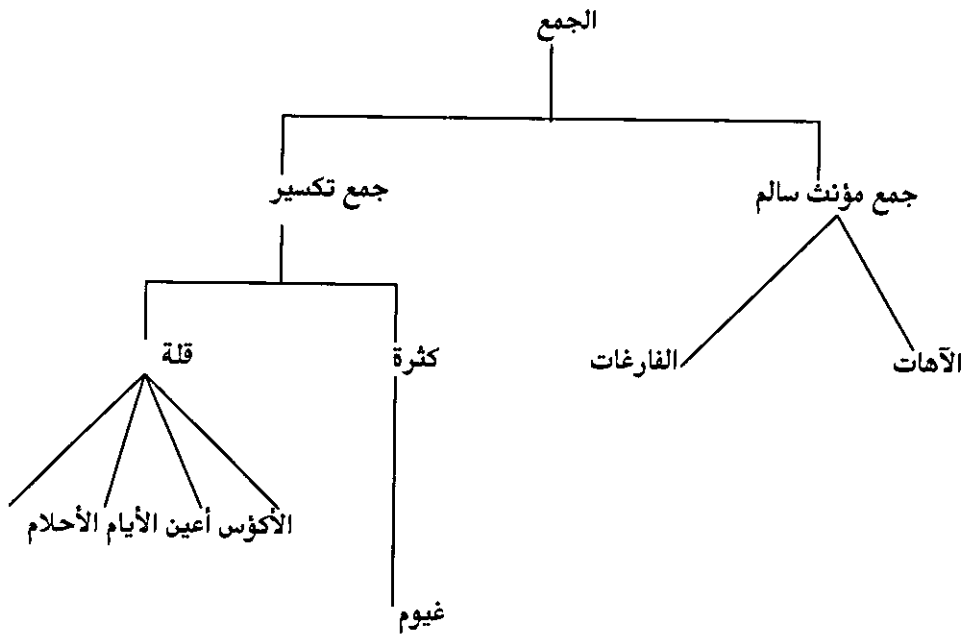 الجمع
جمع مؤنث سالم
جمع تكسير
الآهات
الفارغات
كثرة
قلة
الأكؤس أعين الأيام الأحلام
غيوم